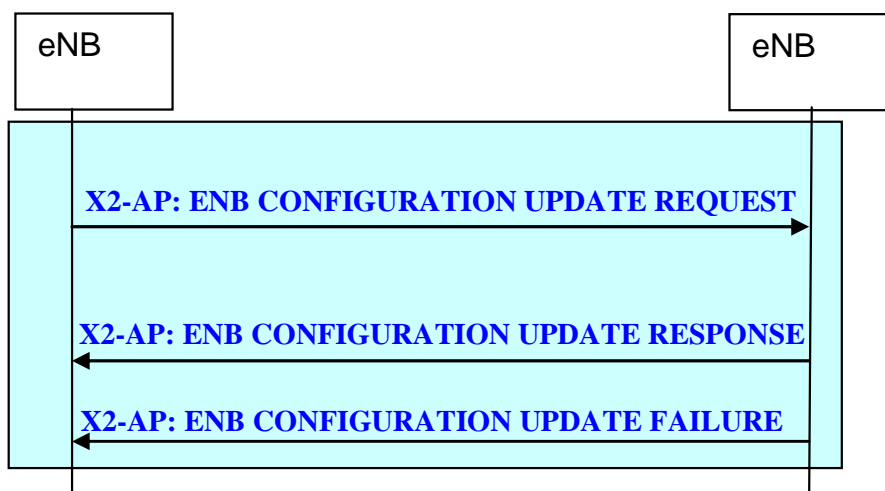 eNB
eNB
X2-AP: ENB CONFIGURATION UPDATE REQUEST
X2-AP: ENB CONFIGURATION UPDATE RESPONSE
X2-AP: ENB CONFIGURATION UPDATE FAILURE